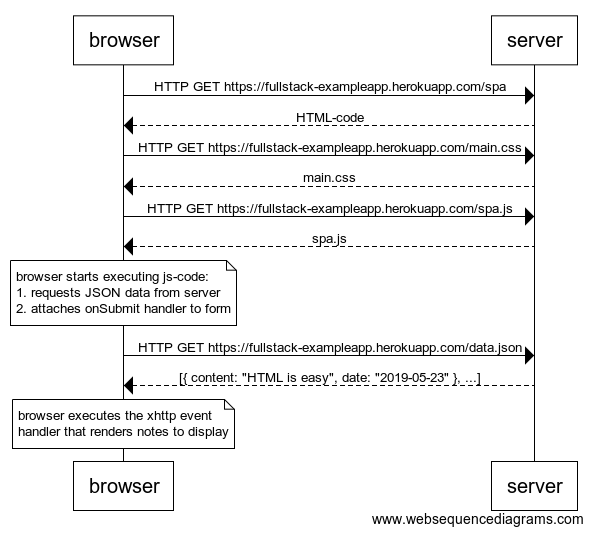 browser
server
HTTP GET https://fullstack-exampleapp.herokuapp.com/spa
HTML-code
HTTP GET https://fullstack-exampleapp.herokuapp.com/main.css
main.css
HTTP GET https://fullstack-exampleapp.herokuapp.com/spa.js
spa.js
browser starts executing js-code:
1. requests JSON data from server
2. attaches onSubmit handler to form
HTTP GET https://fullstack-exampleapp.herokuapp.com/data.json
[{ content: "HTML is easy", date: "2019-05-23" }, ...]
browser executes the xhttp event
handler that renders notes to display
browser
server
www.websequencediagrams.com